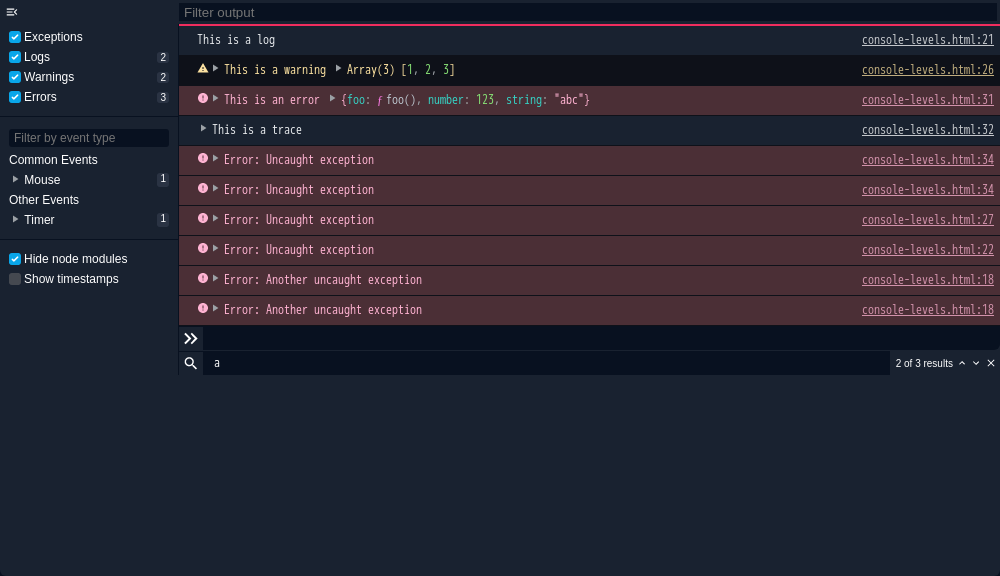 Filter output
Exceptions
Logs 2
Warnings 2
Errors 3
Filter by event type
Common Events
Mouse 1
Other Events
Timer 1
Hide node modules
Show timestamps
This is a log console-levels.html:21
This is a warning Array(3) [1, 2, 3] console-levels.html:26
This is an error {foo: ƒ foo(), number: 123, string: "abc"} console-levels.html:31
This is a trace console-levels.html:32
Error: Uncaught exception console-levels.html:34
Error: Uncaught exception console-levels.html:34
Error: Uncaught exception console-levels.html:27
Error: Uncaught exception console-levels.html:22
Error: Another uncaught exception console-levels.html:18
Error: Another uncaught exception console-levels.html:18
a 2 of 3 results